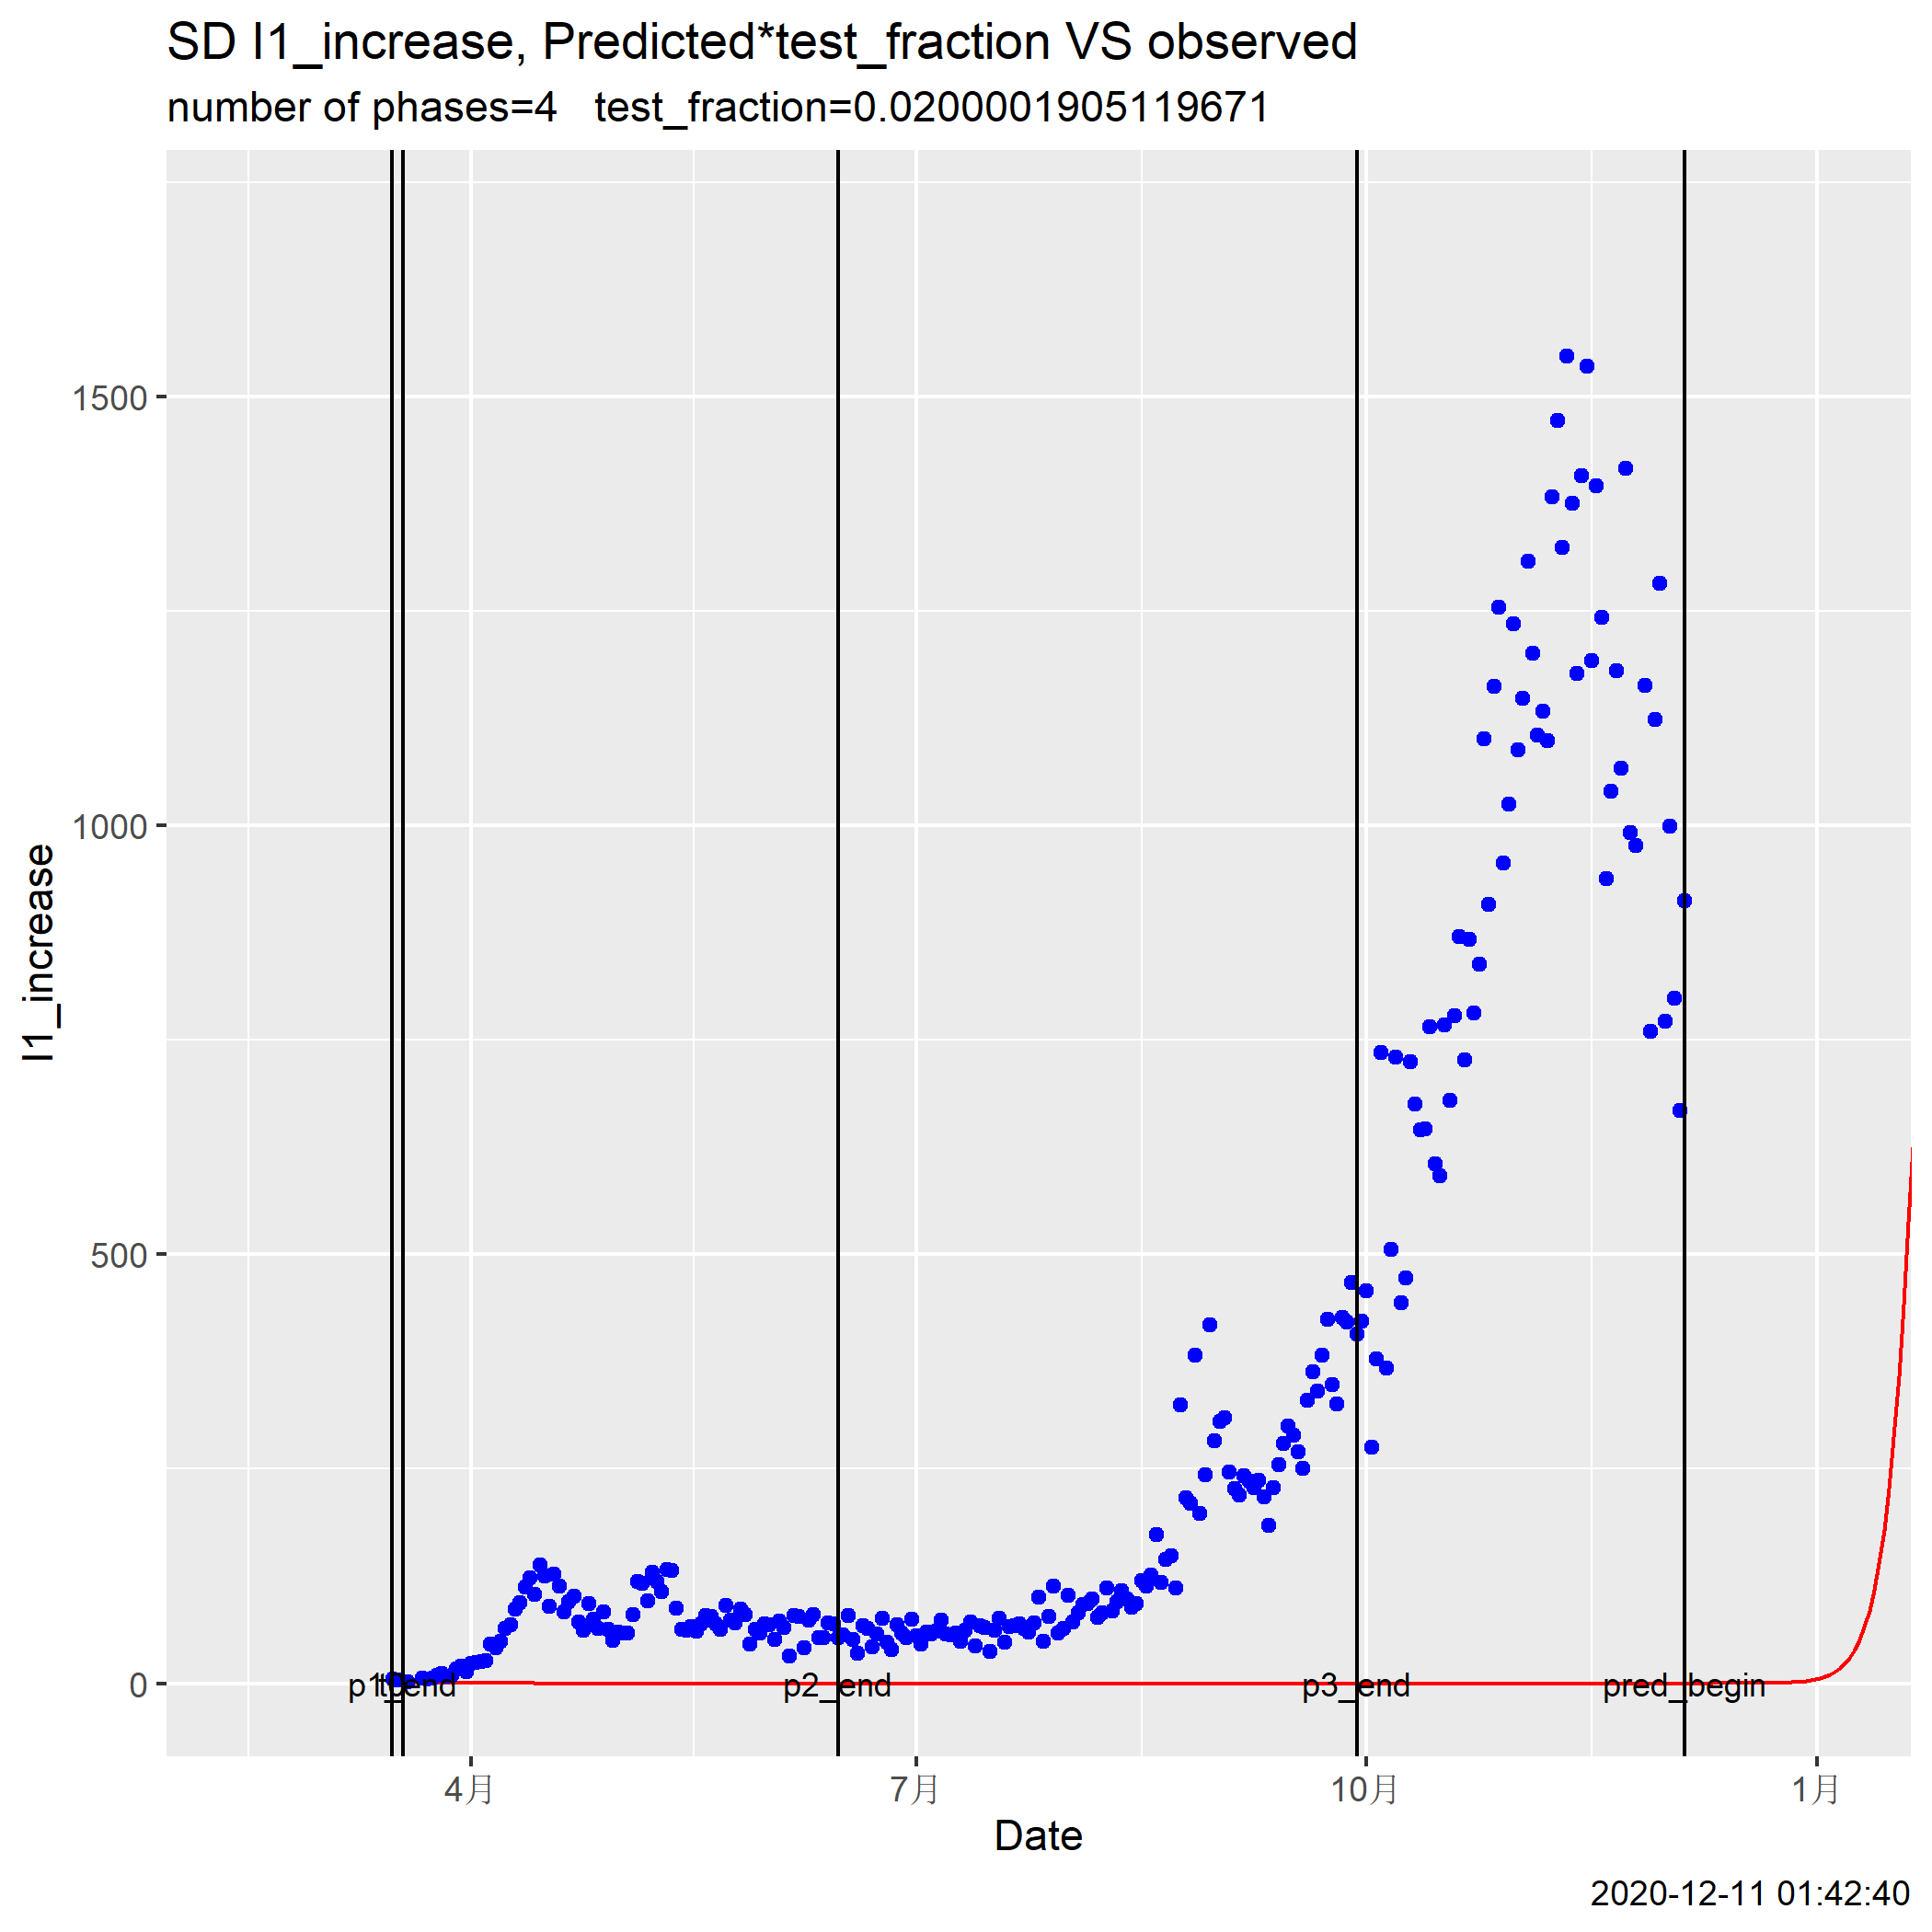 SD I1_increase, Predicted*test_fraction VS observed
number of phases=4 test_fraction=0.0200001905119671
1500
1000
500
0
I1_increase
p2_end
p3_end
pred_begin
4月
7月
10月
1月
Date
2020-12-11 01:42:40